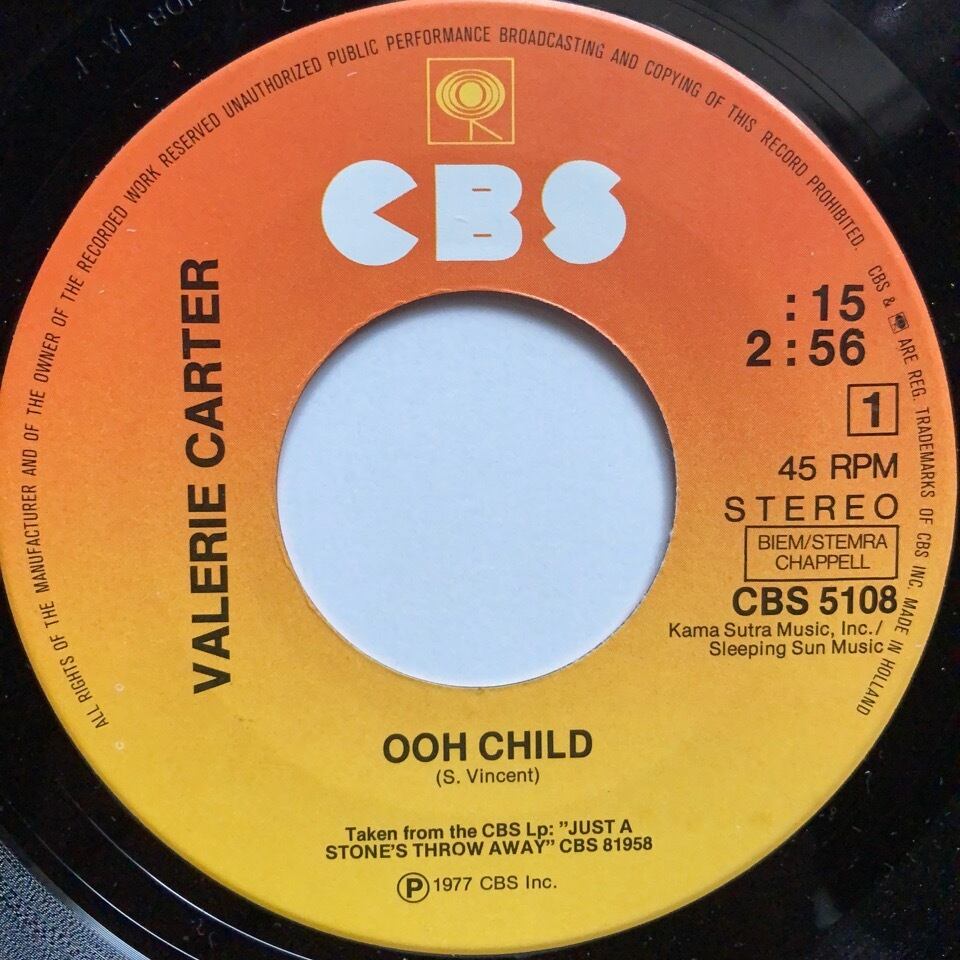 ALL RIGHTS OF THE MANUFACTURER AND OF THE OWNER OF THE RECORDED WORK RESERVED UNAUTHORIZED PUBLIC PERFORMANCE BROADCASTING AND COPYING OF THIS RECORD PROHIBITED. CBS & ARE REG. TRADEMARKS OF CBS INC. MADE IN HOLLAND
CBS
VALERIE CARTER
:15
2:56
1
45 RPM
STEREO
BIEM/STEMRA
CHAPPELL
CBS 5108
Kama Sutra Music, Inc./
Sleeping Sun Music
OOH CHILD
(S. Vincent)
Taken from the CBS Lp: ”JUST A
STONE'S THROW AWAY” CBS 81958
Ⓟ 1977 CBS Inc.